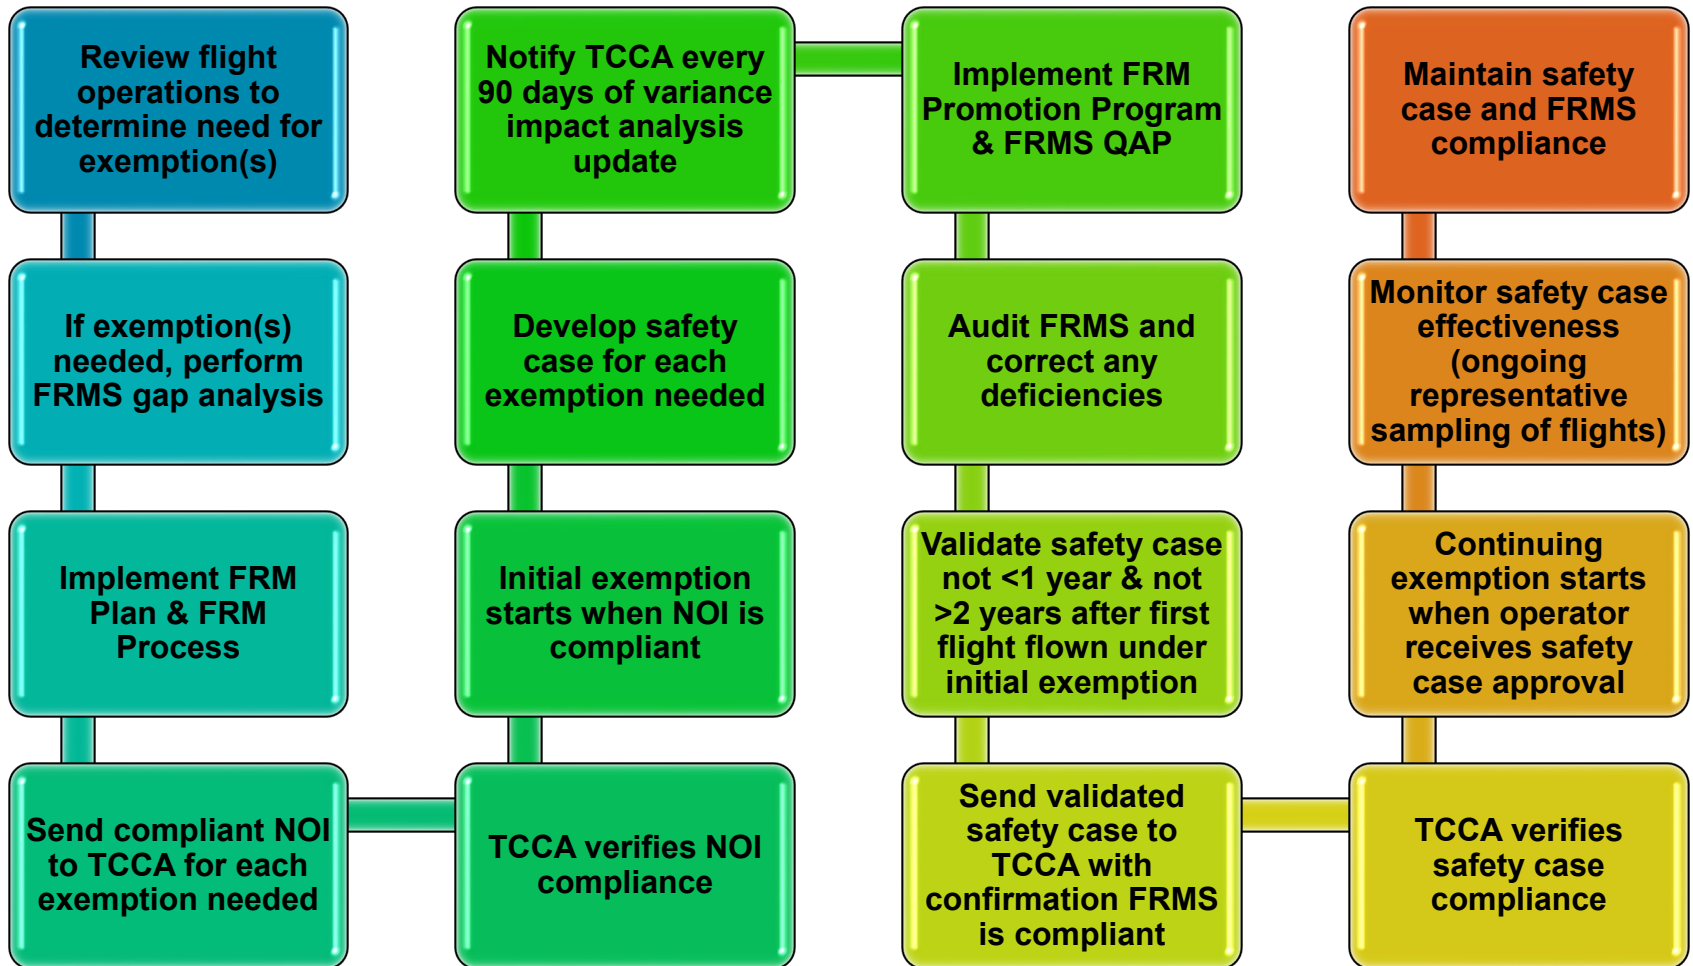 Review flight
operations to
determine need for
exemption(s)
If exemption(s)
needed, perform
FRMS gap analysis
Implement FRM
Plan & FRM
Process
Send compliant NOI
to TCCA for each
exemption needed
TCCA verifies NOI
compliance
Initial exemption
starts when NOI is
compliant
Develop safety
case for each
exemption needed
Notify TCCA every
90 days of variance
impact analysis
update
Implement FRM
Promotion Program
& FRMS QAP
Audit FRMS and
correct any
deficiencies
Validate safety case
not <1 year & not
>2 years after first
flight flown under
initial exemption
Send validated
safety case to
TCCA with
confirmation FRMS
is compliant
TCCA verifies
safety case
compliance
Continuing
exemption starts
when operator
receives safety
case approval
Monitor safety case
effectiveness
(ongoing
representative
sampling of flights)
Maintain safety
case and FRMS
compliance